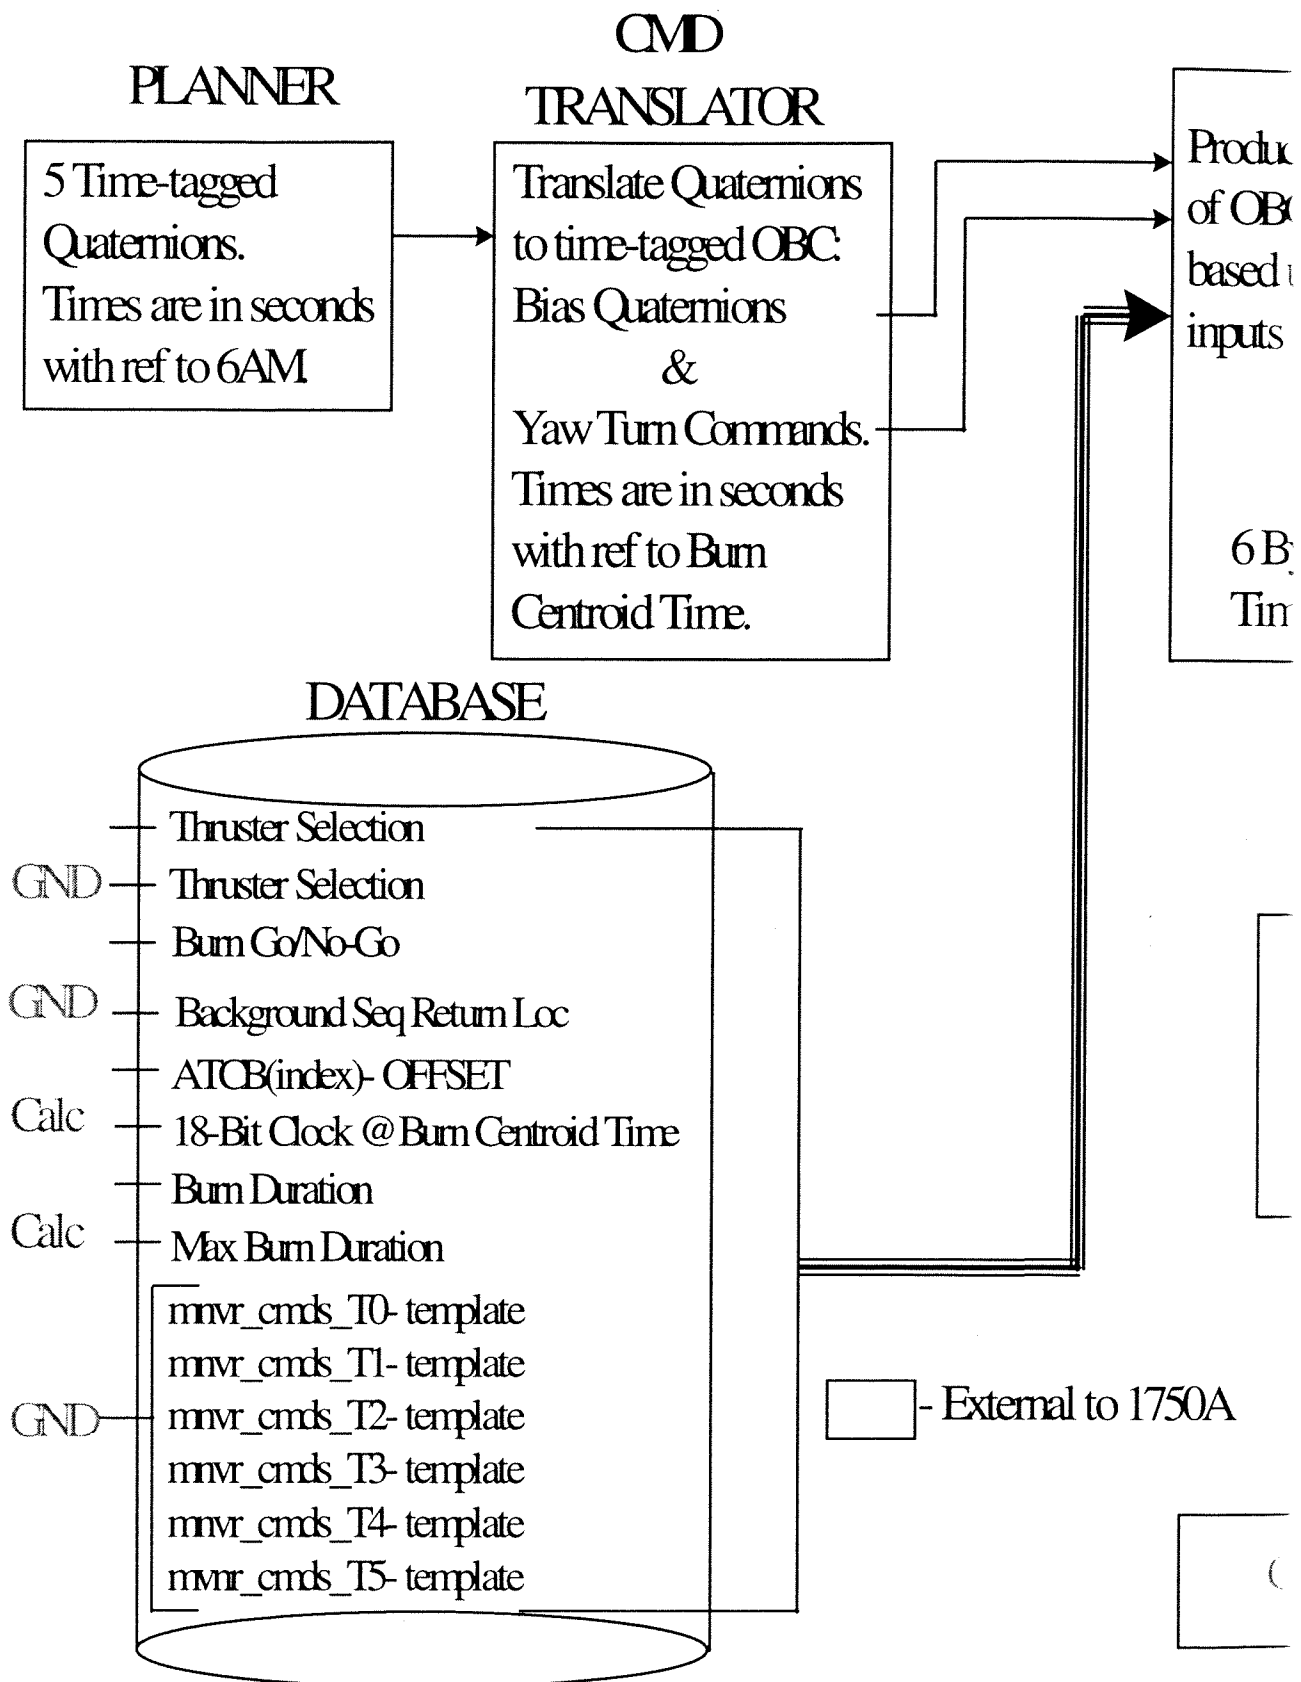 PLANNER
5 Time-tagged
Quaternions.
Times are in seconds
with ref to 6AM.
CMD
TRANSLATOR
Translate Quaternions
to time-tagged OBC:
Bias Quaternions
&
Yaw Turn Commands.
Times are in seconds
with ref to Burn
Centroid Time.
of
based
inputs
6
DATABASE
Thruster Selection
GND Thruster Selection
Burn Go/No-Go
GND Background Seq Return Loc
ATCB(index)- OFFSET
Calc 18-Bit Clock @ Burn Centroid Time
Burn Duration
Calc Max Burn Duration
mnvr_cmds_T0- template
mnvr_cmds_T1- template
GND mnvr_cmds_T2- template
mnvr_cmds_T3- template
mnvr_cmds_T4- template
mvnr_cmds_T5- template
- External to 1750A